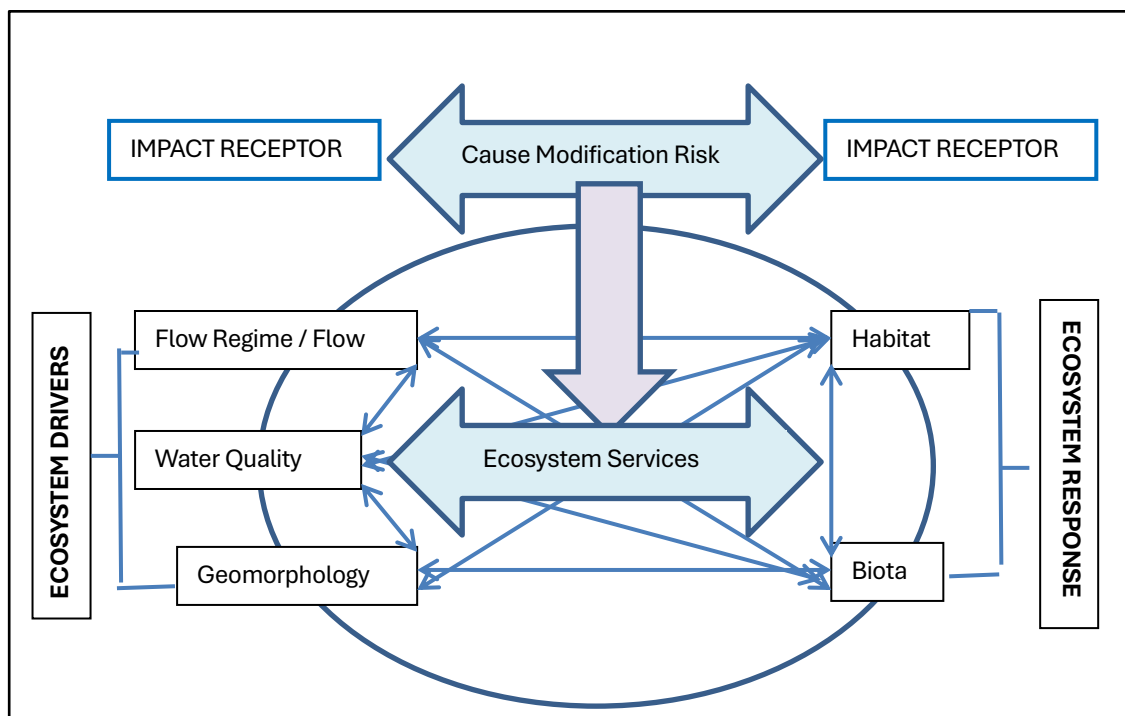 IMPACT RECEPTOR
Cause Modification Risk
IMPACT RECEPTOR
ECOSYSTEM DRIVERS
Flow Regime / Flow
Habitat
Water Quality
Ecosystem Services
Geomorphology
Biota
ECOSYSTEM RESPONSE